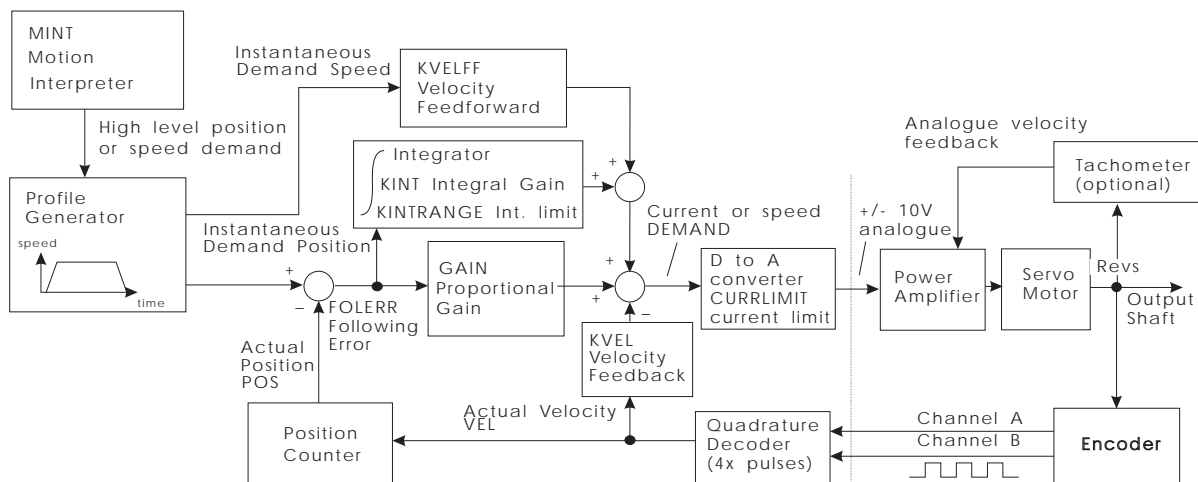 MINT
Motion
Interpreter
High level position
or speed demand
Profile
Generator
speed
time
Instantaneous
Demand Speed
KVELFF
Velocity
Feedforward
Integrator
KINT Integral Gain
KINTRANGE Int. limit
+
+
Instantaneous
Demand Position
+
−
FOLERR
Following
Error
GAIN
Proportional
Gain
+
+
−
Current or speed
DEMAND
D to A
converter
CURRLIMIT
current limit
+/- 10V
analogue
Analogue velocity
feedback
Tachometer
(optional)
Power
Amplifier
Servo
Motor
Revs
Output
Shaft
KVEL
Velocity
Feedback
Actual
Position
POS
Position
Counter
Actual Velocity
VEL
Quadrature
Decoder
(4x pulses)
Channel A
Channel B
Encoder